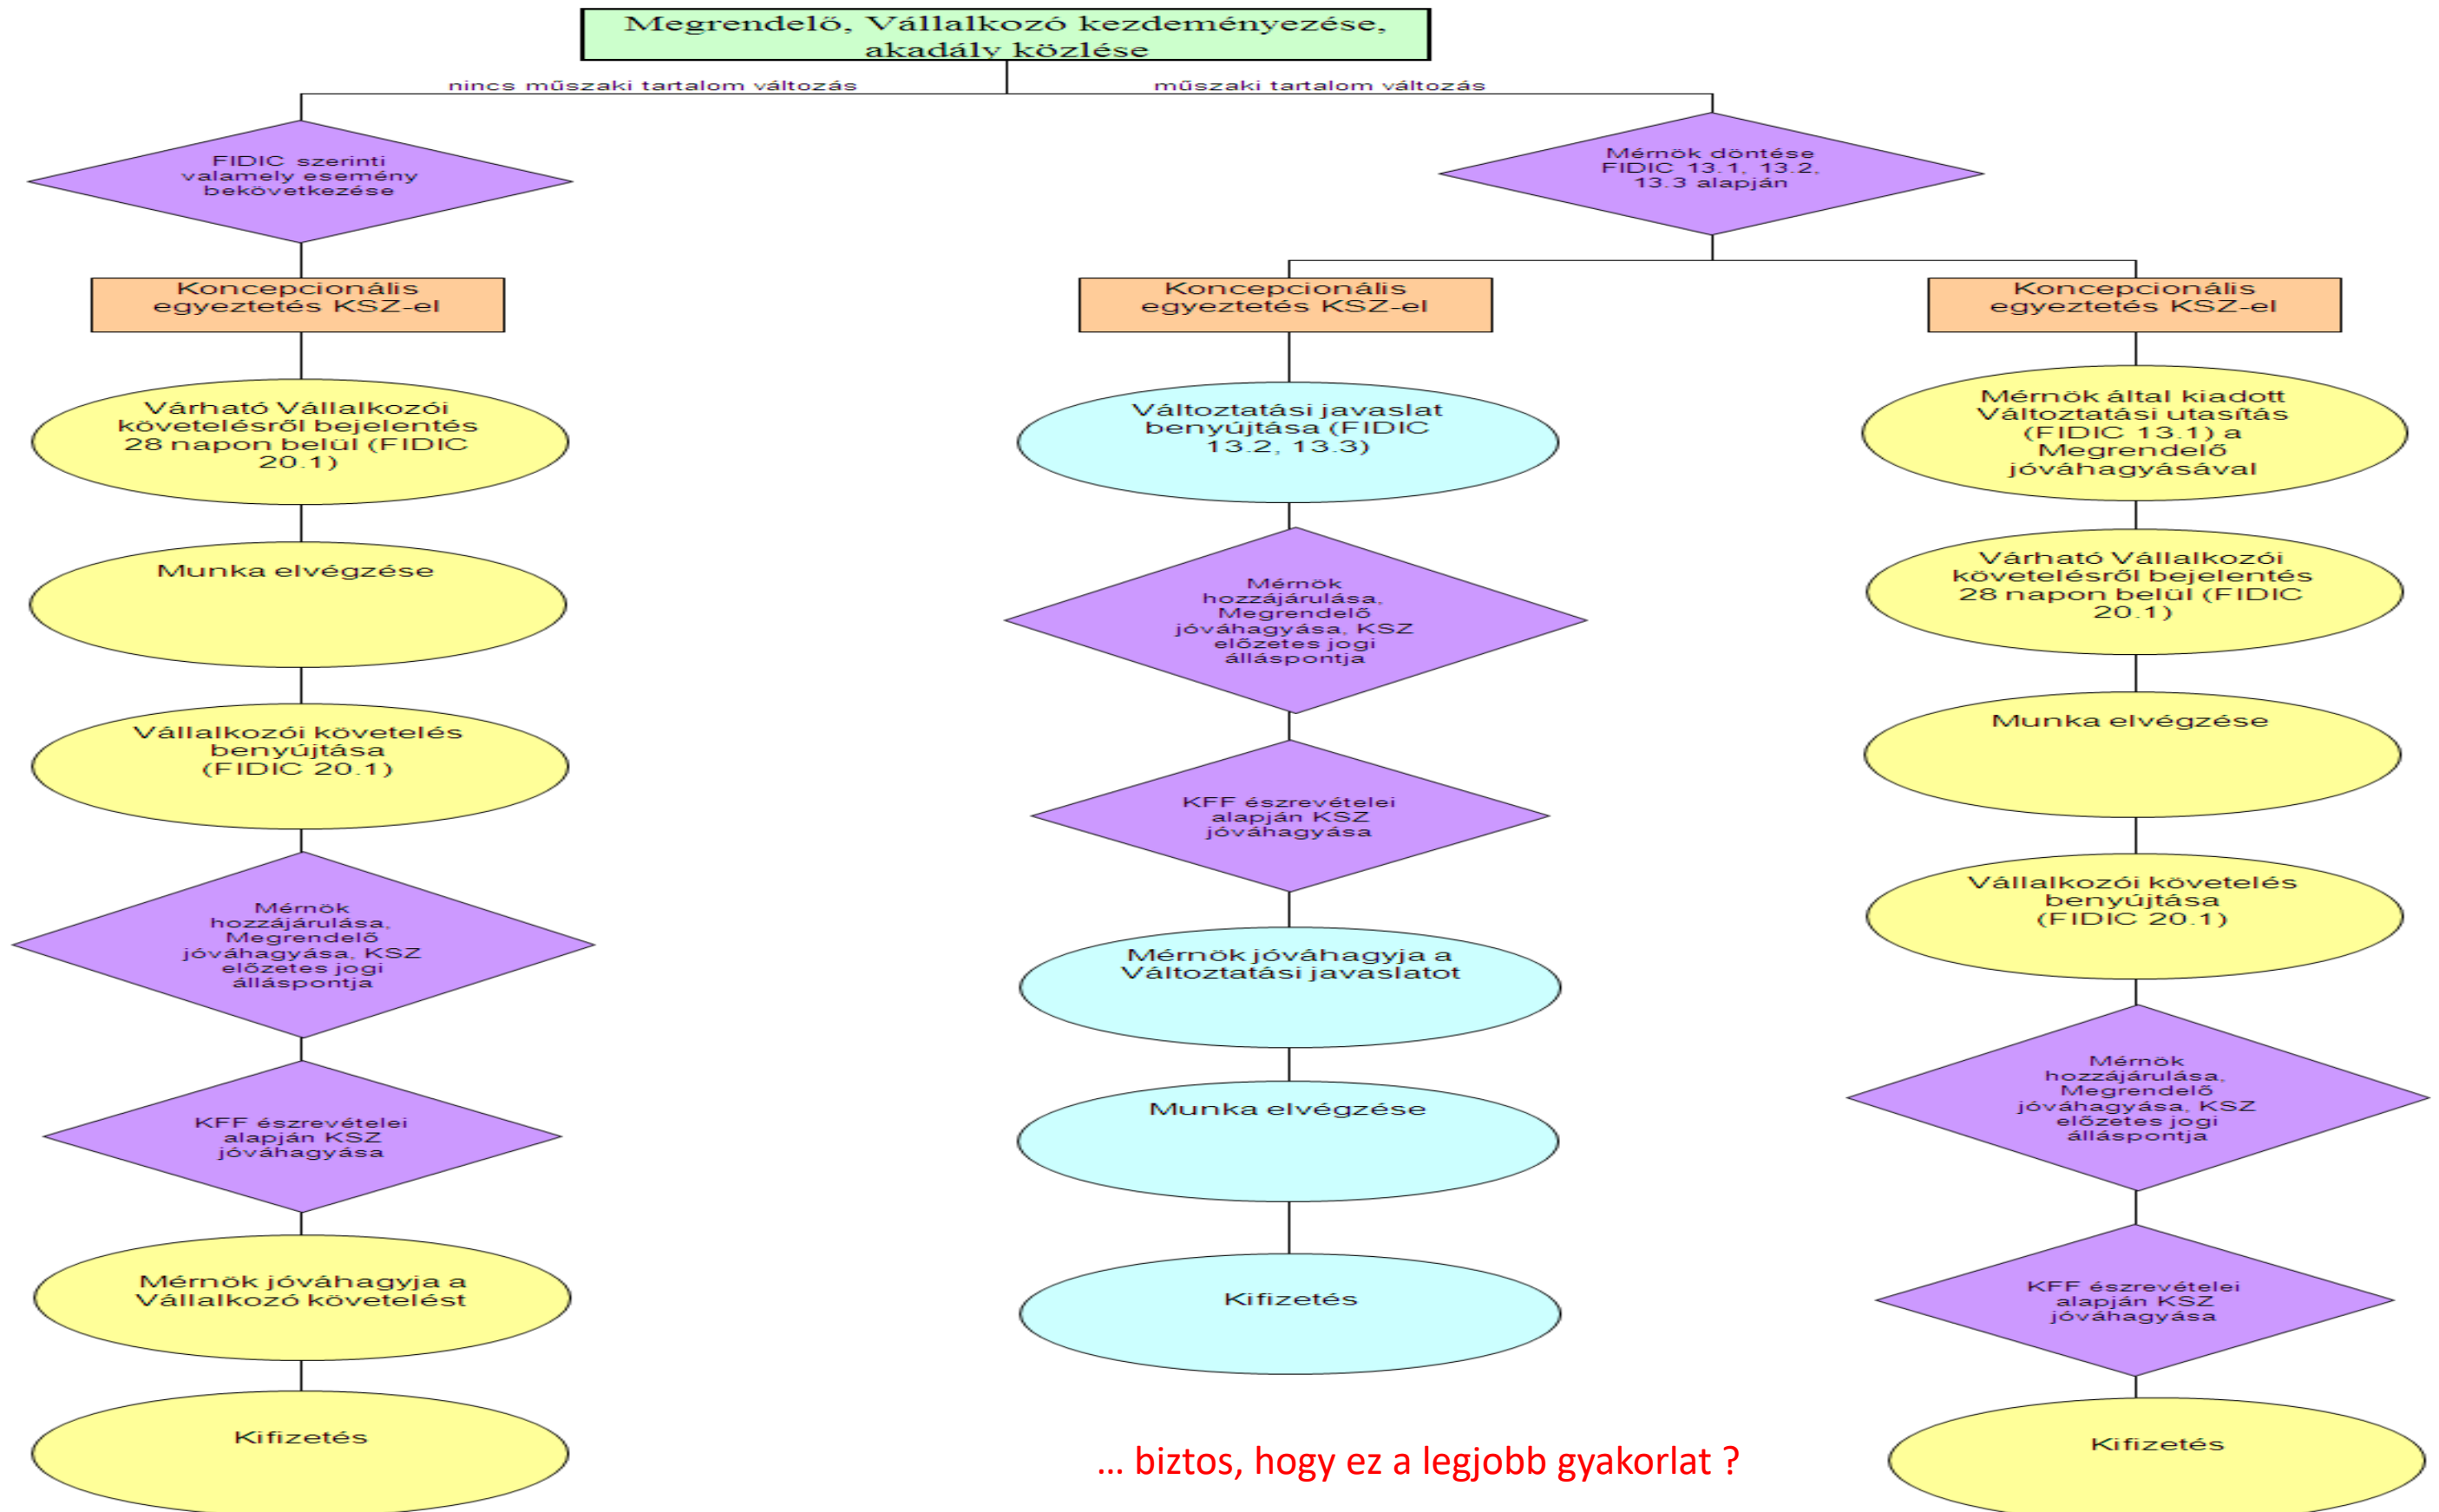 Megrendelő, Vállalkozó kezdeményezése,
akadály közlése
nincs műszaki tartalom változás
műszaki tartalom változás
FIDIC szerinti
valamely esemény
bekövetkezése
Koncepcionális
egyeztetés KSZ-el
Várható Vállalkozói
követelésről bejelentés
28 napon belül (FIDIC
20.1)
Munka elvégzése
Vállalkozói követelés
benyújtása
(FIDIC 20.1)
Mérnök
hozzájárulása,
Megrendelő
jóváhagyása, KSZ
előzetes jogi
álláspontja
KFF észrevételei
alapján KSZ
jóváhagyása
Mérnök jóváhagyja a
Vállalkozó követelést
Kifizetés
Mérnök döntése
FIDIC 13.1, 13.2,
13.3 alapján
Koncepcionális
egyeztetés KSZ-el
Változtatási javaslat
benyújtása (FIDIC
13.2, 13.3)
Mérnök
hozzájárulása,
Megrendelő
jóváhagyása, KSZ
előzetes jogi
álláspontja
KFF észrevételei
alapján KSZ
jóváhagyása
Mérnök jóváhagyja a
Változtatási javaslatot
Munka elvégzése
Kifizetés
Koncepcionális
egyeztetés KSZ-el
Mérnök által kiadott
Változtatási utasítás
(FIDIC 13.1) a
Megrendelő
jóváhagyásával
Várható Vállalkozói
követelésről bejelentés
28 napon belül (FIDIC
20.1)
Munka elvégzése
Vállalkozói követelés
benyújtása
(FIDIC 20.1)
Mérnök
hozzájárulása,
Megrendelő
jóváhagyása, KSZ
előzetes jogi
álláspontja
KFF észrevételei
alapján KSZ
jóváhagyása
Kifizetés
... biztos, hogy ez a legjobb gyakorlat ?